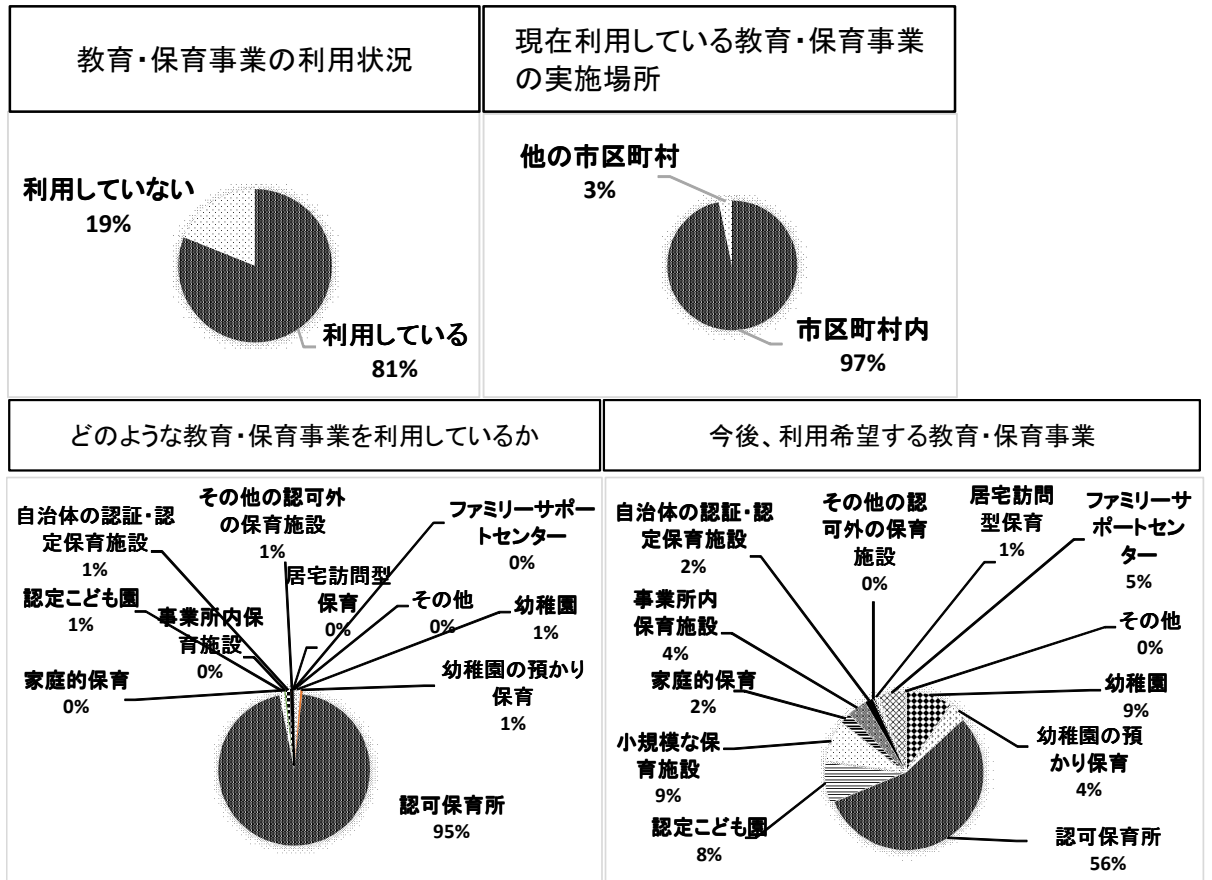 教育・保育事業の利用状況
現在利用している教育・保育事業
の実施場所
利用していない
19%
利用している
81%
他の市区町村
3%
市区町村内
97%
どのような教育・保育事業を利用しているか
今後、利用希望する教育・保育事業
自治体の認証・認
定保育施設
1%
その他の認可外
の保育施設
1%
ファミリーサポー
トセンター
0%
認定こども園
1%
事業所内保
育施設
0%
居宅訪問型
保育
0%
その他
0%
幼稚園
1%
家庭的保育
0%
幼稚園の預かり
保育
1%
認可保育所
95%
自治体の認証・認
定保育施設
2%
その他の認
可外の保育
施設
0%
居宅訪問
型保育
1%
ファミリーサ
ポートセン
ター
5%
事業所内
保育施設
4%
その他
0%
家庭的保育
2%
幼稚園
9%
小規模な保
育施設
9%
幼稚園の預
かり保育
4%
認定こども園
8%
認可保育所
56%